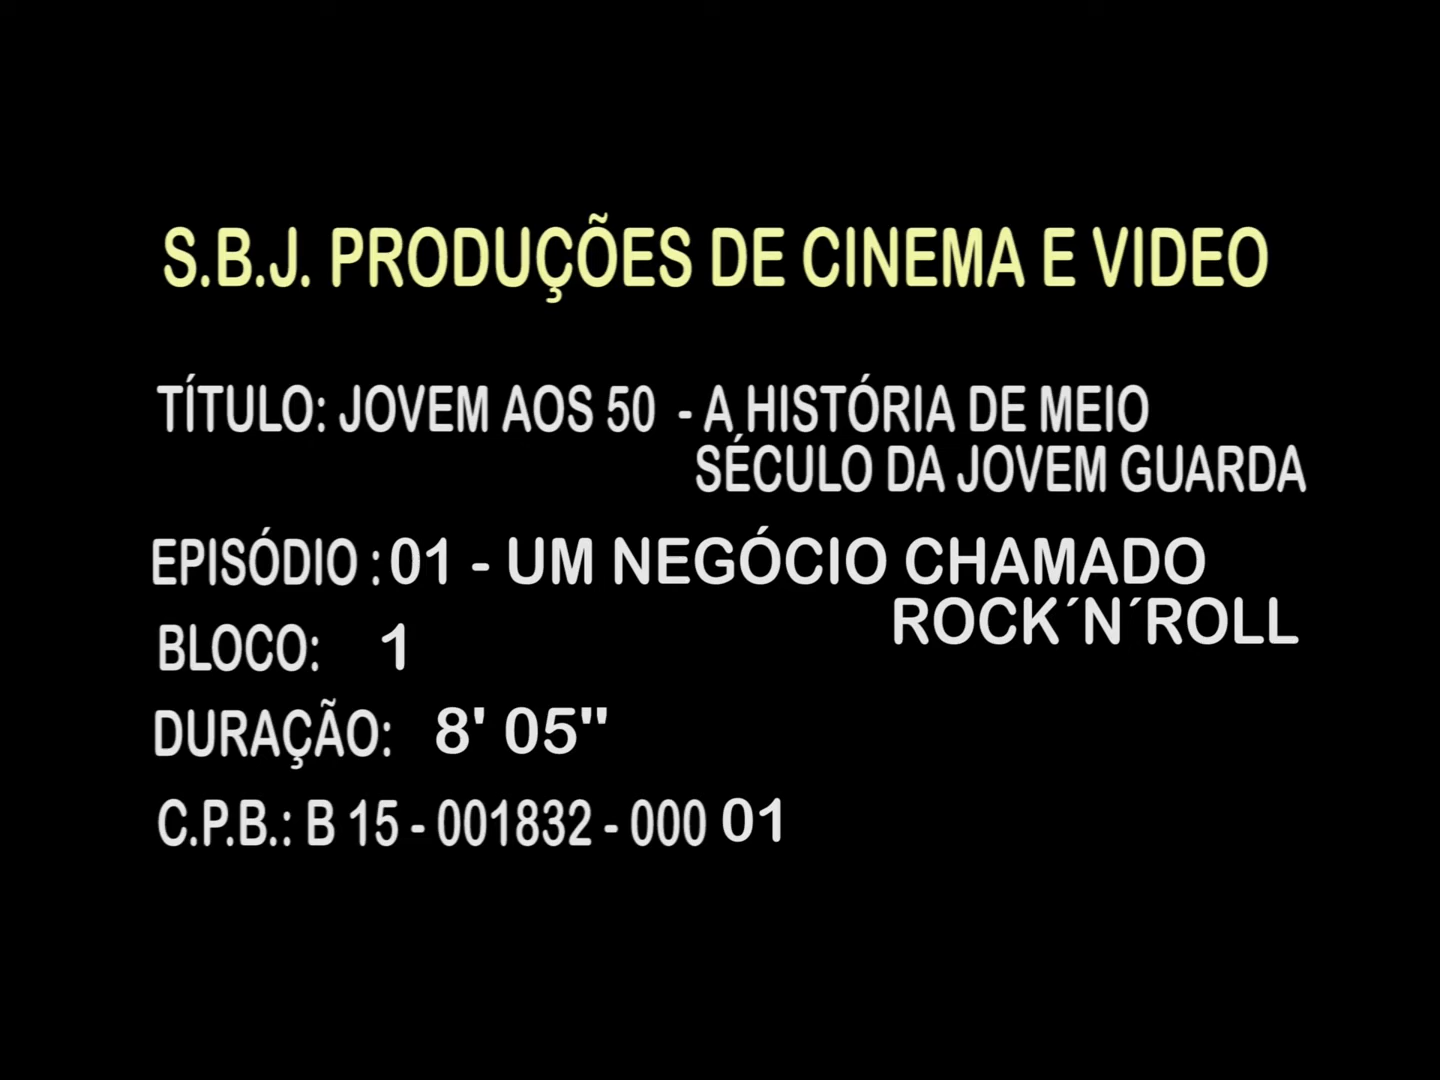 S.B.J. PRODUÇÕES DE CINEMA E VIDEO
TÍTULO: JOVEM AOS 50 - A HISTÓRIA DE MEIO
SÉCULO DA JOVEM GUARDA
EPISÓDIO : 01 - UM NEGÓCIO CHAMADO
ROCK´N´ROLL
BLOCO: 1
DURAÇÃO: 8' 05"
C.P.B.: B 15 - 001832 - 000 01